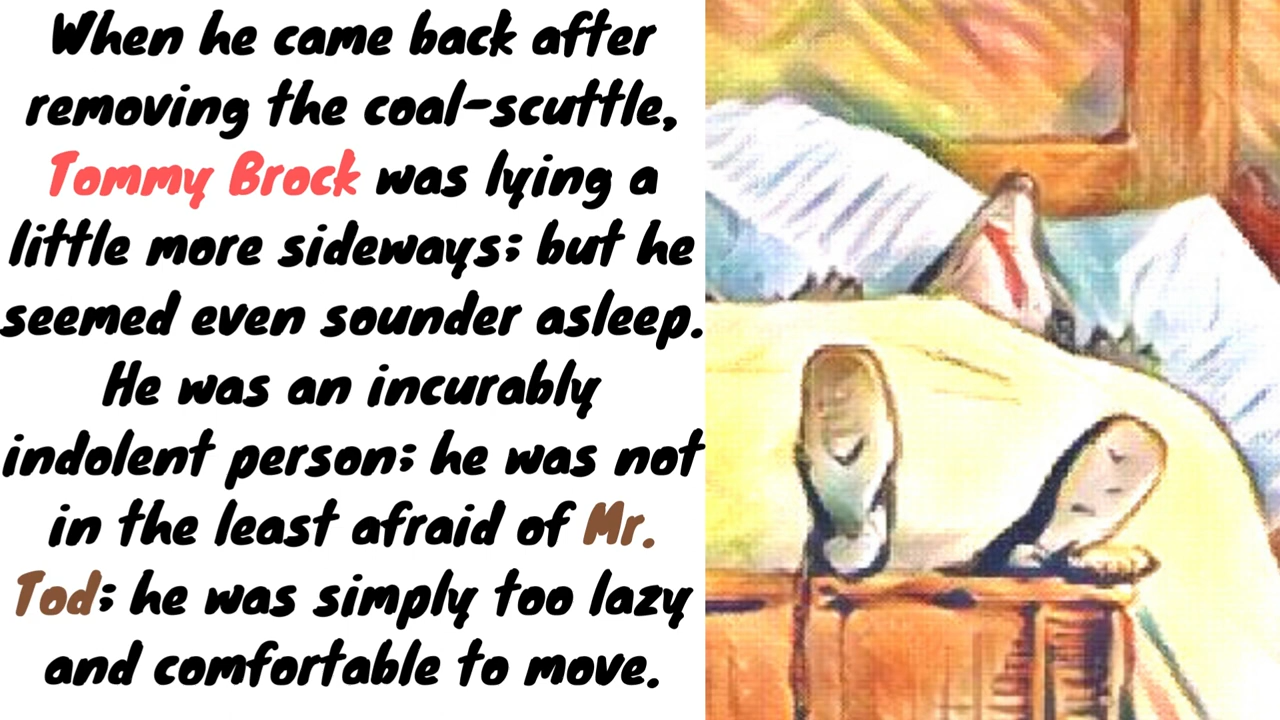 When he came back after
removing the coal-scuttle,
Tommy Brock was lying a
little more sideways; but he
seemed even sounder asleep.
He was an incurably
indolent person; he was not
in the least afraid of Mr.
Tod; he was simply too lazy
and comfortable to move.